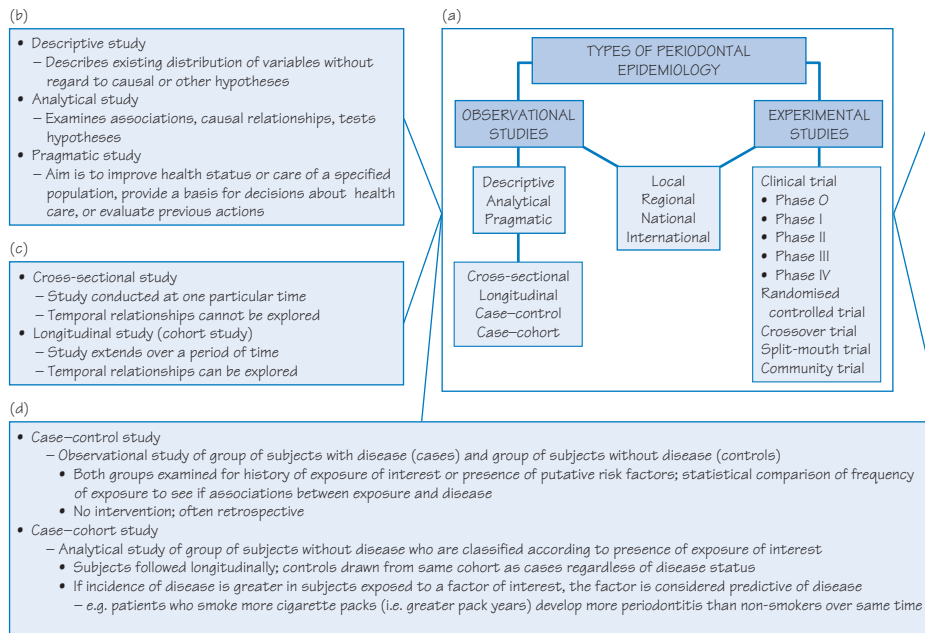 (b)
• Descriptive study
– Describes existing distribution of variables without
regard to causal or other hypotheses
• Analytical study
– Examines associations, causal relationships, tests
hypotheses
• Pragmatic study
– Aim is to improve health status or care of a specified
population, provide a basis for decisions about health
care, or evaluate previous actions
(c)
• Cross-sectional study
– Study conducted at one particular time
– Temporal relationships cannot be explored
• Longitudinal study (cohort study)
– Study extends over a period of time
– Temporal relationships can be explored
(a)
TYPES OF PERIODONTAL
EPIDEMIOLOGY
OBSERVATIONAL
STUDIES
EXPERIMENTAL
STUDIES
Descriptive
Analytical
Pragmatic
Local
Regional
National
International
Cross-sectional
Longitudinal
Case–control
Case–cohort
Clinical trial
• Phase 0
• Phase I
• Phase II
• Phase III
• Phase IV
Randomised
controlled trial
Crossover trial
Split-mouth trial
Community trial
(d)
• Case–control study
– Observational study of group of subjects with disease (cases) and group of subjects without disease (controls)
• Both groups examined for history of exposure of interest or presence of putative risk factors; statistical comparison of frequency
of exposure to see if associations between exposure and disease
• No intervention; often retrospective
• Case–cohort study
– Analytical study of group of subjects without disease who are classified according to presence of exposure of interest
• Subjects followed longitudinally; controls drawn from same cohort as cases regardless of disease status
• If incidence of disease is greater in subjects exposed to a factor of interest, the factor is considered predictive of disease
– e.g. patients who smoke more cigarette packs (i.e. greater pack years) develop more periodontitis than non-smokers over same time